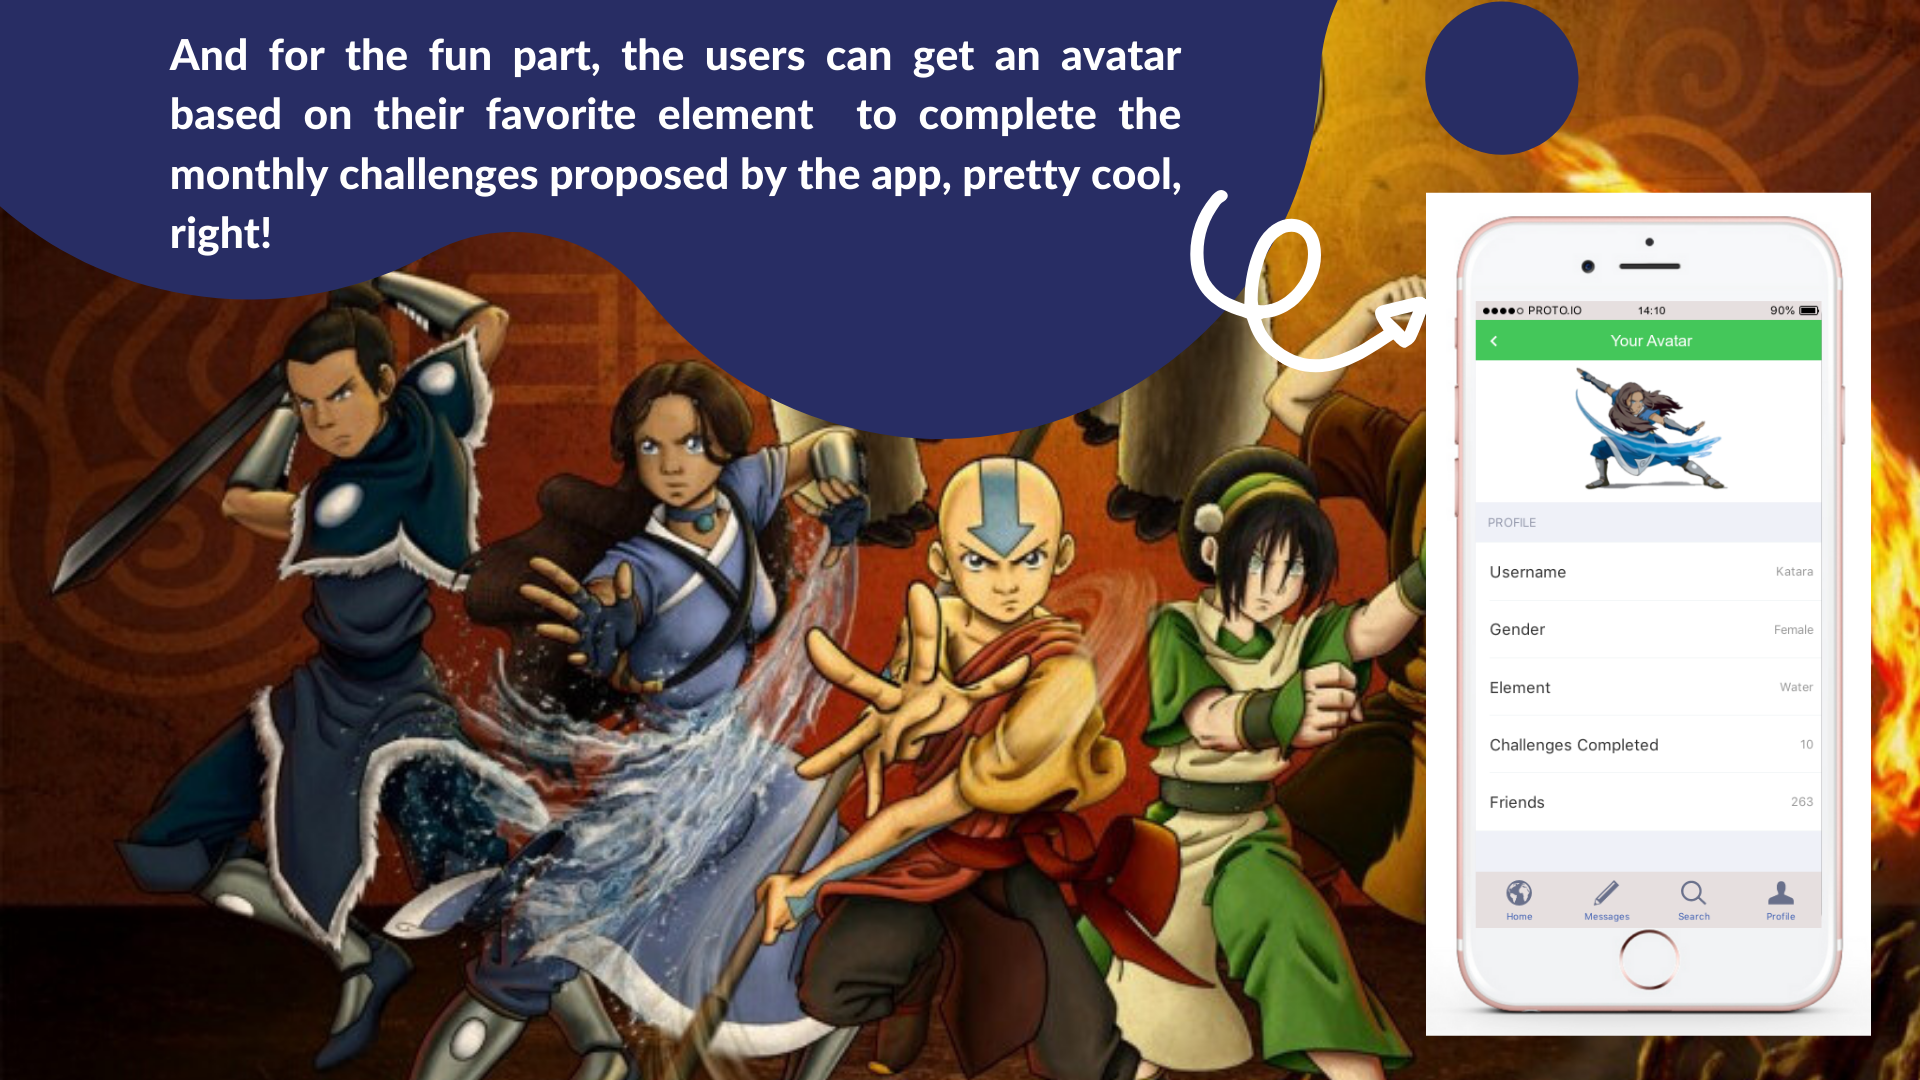 And for the fun part, the users can get an avatar
based on their favorite element to complete the
monthly challenges proposed by the app, pretty cool,
right!
PROTO.IO 14:10 90%
Your Avatar
PROFILE
Username Katara
Gender Female
Element Water
Challenges Completed 10
Friends 263
Home Messages Search Profile